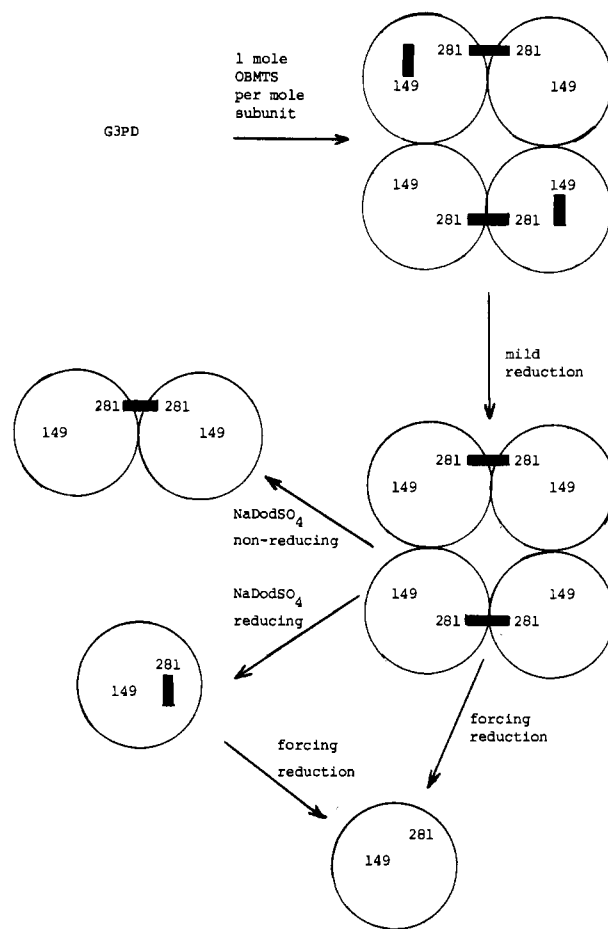 1 mole
OBMTS
per mole
subunit
G3PD
281 281
149 149
149 149
281 281
mild
reduction
281 281
149 149
281 281
149 149
NaDodSO4
non-reducing
NaDodSO4
reducing
149 149
281 281
281
149
forcing
reduction
forcing
reduction
281
149